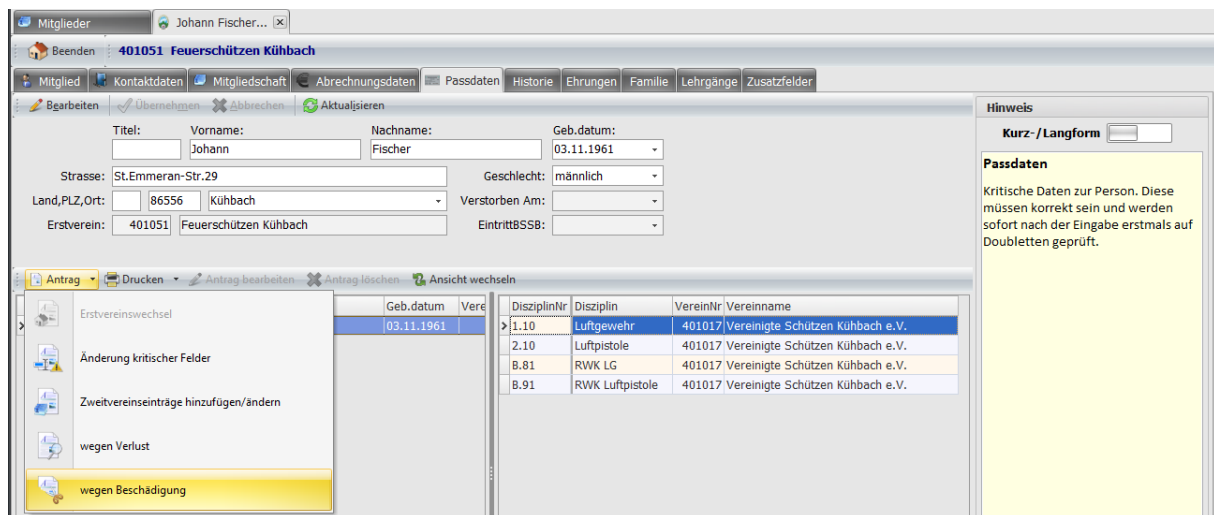 Mitglieder Johann Fischer...
Beenden 401051 Feuerschützen Kühbach
Mitglied Kontaktdaten Mitgliedschaft Abrechnungsdaten Passdaten Historie Ehrungen Familie Lehrgänge Zusatzfelder
Bearbeiten Übernehmen Abbrechen Aktualisieren
Titel: Vorname: Nachname: Geb.datum:
Johann Fischer 03.11.1961
Strasse: St.Emmeran-Str.29 Geschlecht: männlich
Land,PLZ,Ort: 86556 Kühbach Verstorben Am:
Erstverein: 401051 Feuerschützen Kühbach EintrittBSSB:
Antrag Drucken Antrag bearbeiten Antrag löschen Ansicht wechseln
Erstvereinswechsel
Änderung kritischer Felder
Zweitvereinseinträge hinzufügen/ändern
wegen Verlust
wegen Beschädigung
Geb.datum Vere
03.11.1961
DisziplinNr Disziplin VereinNr Vereinname
1.10 Luftgewehr 401017 Vereinigte Schützen Kühbach e.V.
2.10 Luftpistole 401017 Vereinigte Schützen Kühbach e.V.
B.81 RWK LG 401017 Vereinigte Schützen Kühbach e.V.
B.91 RWK Luftpistole 401017 Vereinigte Schützen Kühbach e.V.
Hinweis
Kurz-/Langform
Passdaten
Kritische Daten zur Person. Diese
müssen korrekt sein und werden
sofort nach der Eingabe erstmals auf
Doubletten geprüft.